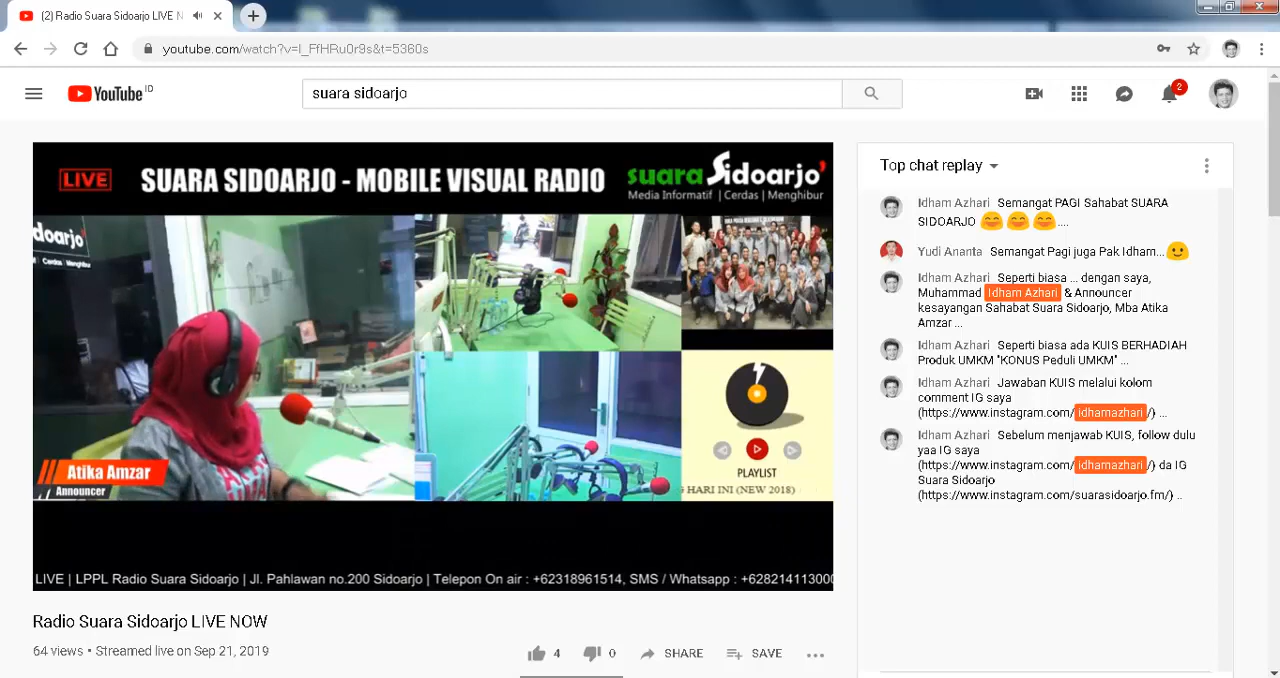 (2) Radio Suara Sidoarjo LIVE N
youtube.com/watch?v=l_FfHRu0r9s&t=5360s
YouTube ID
suara sidoarjo
2
LIVE
SUARA SIDOARJO - MOBILE VISUAL RADIO
suara Sidoarjo'
Media Informatif | Cerdas | Menghibur
doarjo'
Cerdas | Menghibu
Atika Amzar
Announcer
PLAYLIST
HARI INI (NEW 2018)
LIVE | LPPL Radio Suara Sidoarjo | Jl. Pahlawan no.200 Sidoarjo | Telepon On air : +62318961514, SMS / Whatsapp : +628214113000
Radio Suara Sidoarjo LIVE NOW
64 views • Streamed live on Sep 21, 2019
4
0
SHARE
SAVE
Top chat replay
Idham Azhari Semangat PAGI Sahabat SUARA
SIDOARJO 😊 😊 😊 ....
Yudi Ananta Semangat Pagi juga Pak Idham...🙂
Idham Azhari Seperti biasa ... dengan saya,
Muhammad Idham Azhari & Announcer
kesayangan Sahabat Suara Sidoarjo, Mba Atika
Amzar ...
Idham Azhari Seperti biasa ada KUIS BERHADIAH
Produk UMKM "KONUS Peduli UMKM" ...
Idham Azhari Jawaban KUIS melalui kolom
comment IG saya
(https://www.instagram.com/idhamazhari/) ...
Idham Azhari Sebelum menjawab KUIS, follow dulu
yaa IG saya
(https://www.instagram.com/idhamazhari/) da IG
Suara Sidoarjo
(https://www.instagram.com/suarasidoarjo.fm/) ..